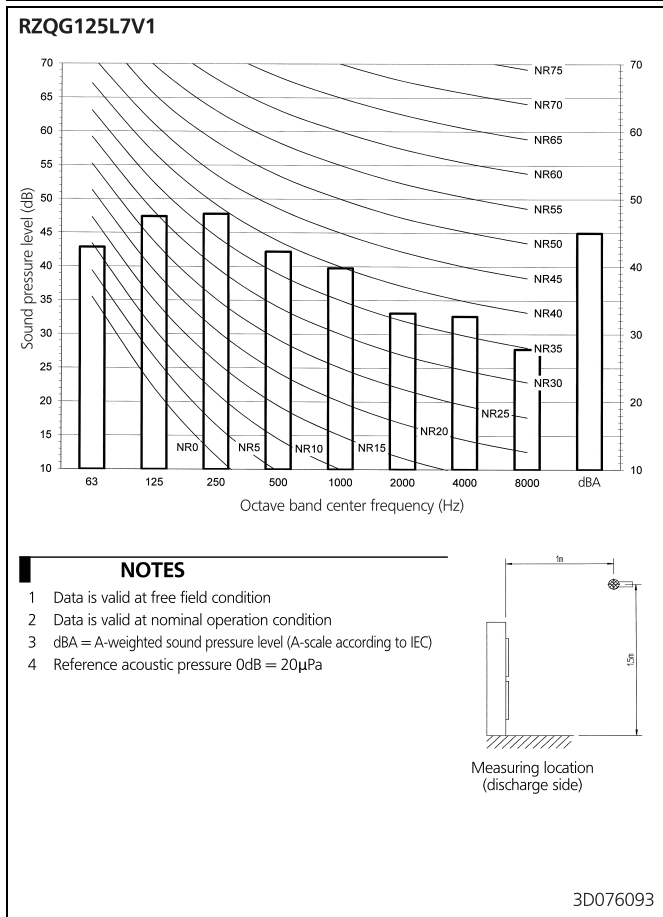 RZQG125L7V1
Sound pressure level (dB)
70
65
60
55
50
45
40
35
30
25
20
15
10
70
60
50
40
30
20
10
NR75
NR70
NR65
NR60
NR55
NR50
NR45
NR40
NR35
NR30
NR25
NR20
NR0 NR5 NR10 NR15
63 125 250 500 1000 2000 4000 8000 dBA
Octave band center frequency (Hz)
NOTES
1 Data is valid at free field condition
2 Data is valid at nominal operation condition
3 dBA = A-weighted sound pressure level (A-scale according to IEC)
4 Reference acoustic pressure 0dB = 20μPa
1m
1.5m
Measuring location
(discharge side)
3D076093